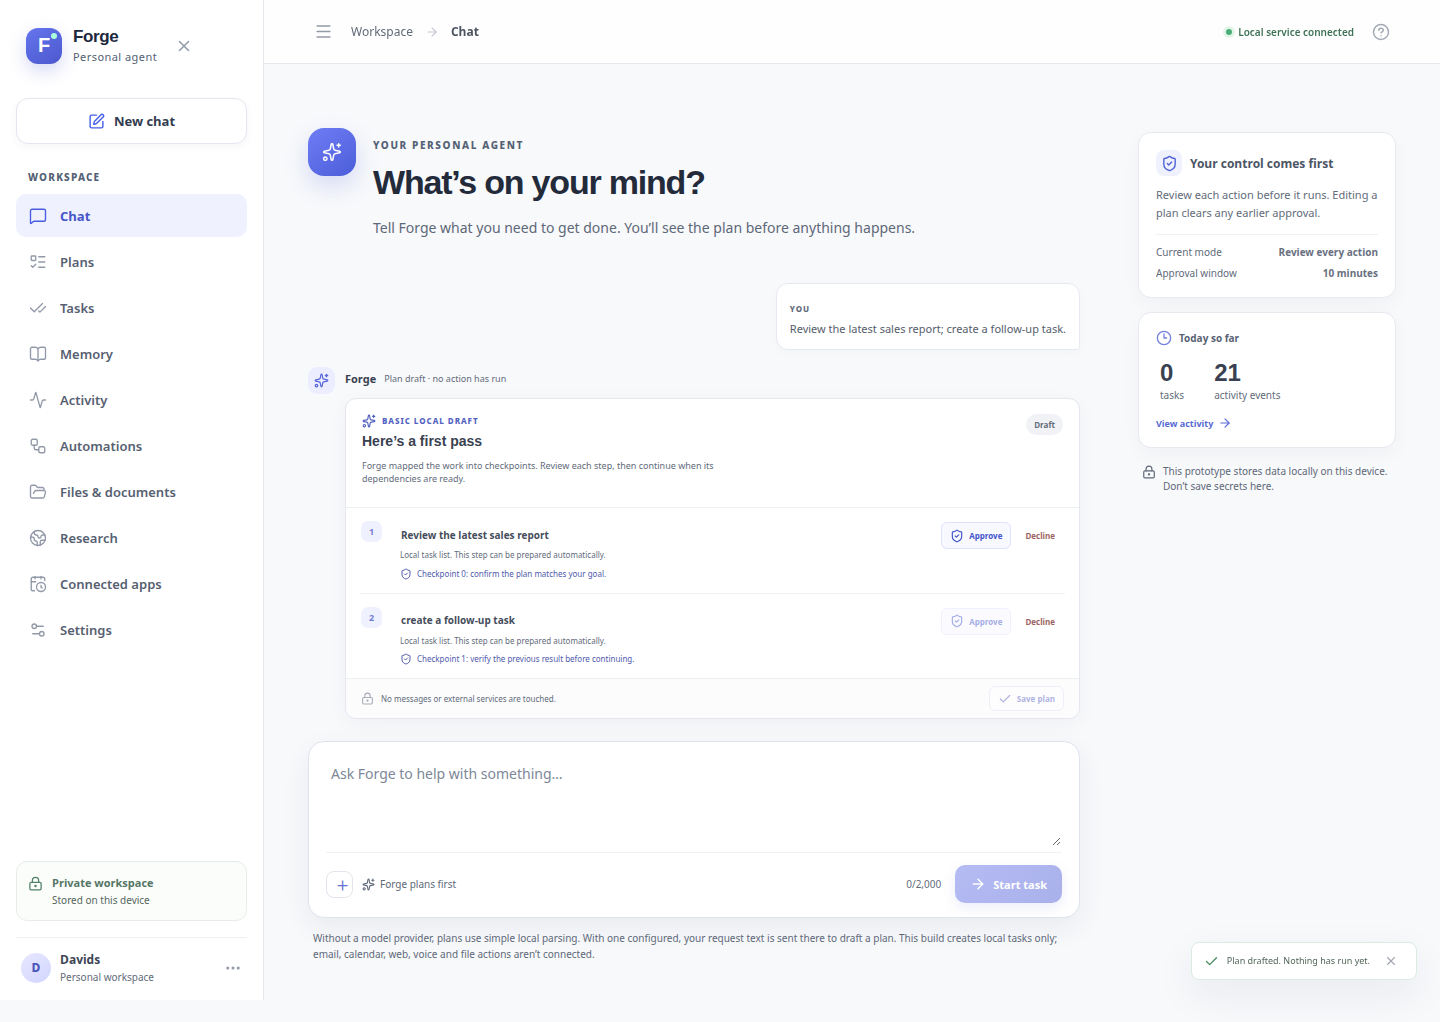 F
Forge
Personal agent
New chat
WORKSPACE
Chat
Plans
Tasks
Memory
Activity
Automations
Files & documents
Research
Connected apps
Settings
Private workspace
Stored on this device
D
Davids
Personal workspace
Workspace
Chat
Local service connected
YOUR PERSONAL AGENT
What’s on your mind?
Tell Forge what you need to get done. You’ll see the plan before anything happens.
YOU
Review the latest sales report; create a follow-up task.
Forge Plan draft · no action has run
BASIC LOCAL DRAFT
Draft
Here’s a first pass
Forge mapped the work into checkpoints. Review each step, then continue when its
dependencies are ready.
1
Review the latest sales report
Approve
Decline
Local task list. This step can be prepared automatically.
Checkpoint 0: confirm the plan matches your goal.
2
create a follow-up task
Approve
Decline
Local task list. This step can be prepared automatically.
Checkpoint 1: verify the previous result before continuing.
No messages or external services are touched.
Save plan
Ask Forge to help with something...
Forge plans first
0/2,000
Start task
Without a model provider, plans use simple local parsing. With one configured, your request text is sent there to draft a plan. This build creates local tasks only;
email, calendar, web, voice and file actions aren’t connected.
Your control comes first
Review each action before it runs. Editing a
plan clears any earlier approval.
Current mode Review every action
Approval window 10 minutes
Today so far
0 21
tasks activity events
View activity
This prototype stores data locally on this device.
Don’t save secrets here.
Plan drafted. Nothing has run yet.